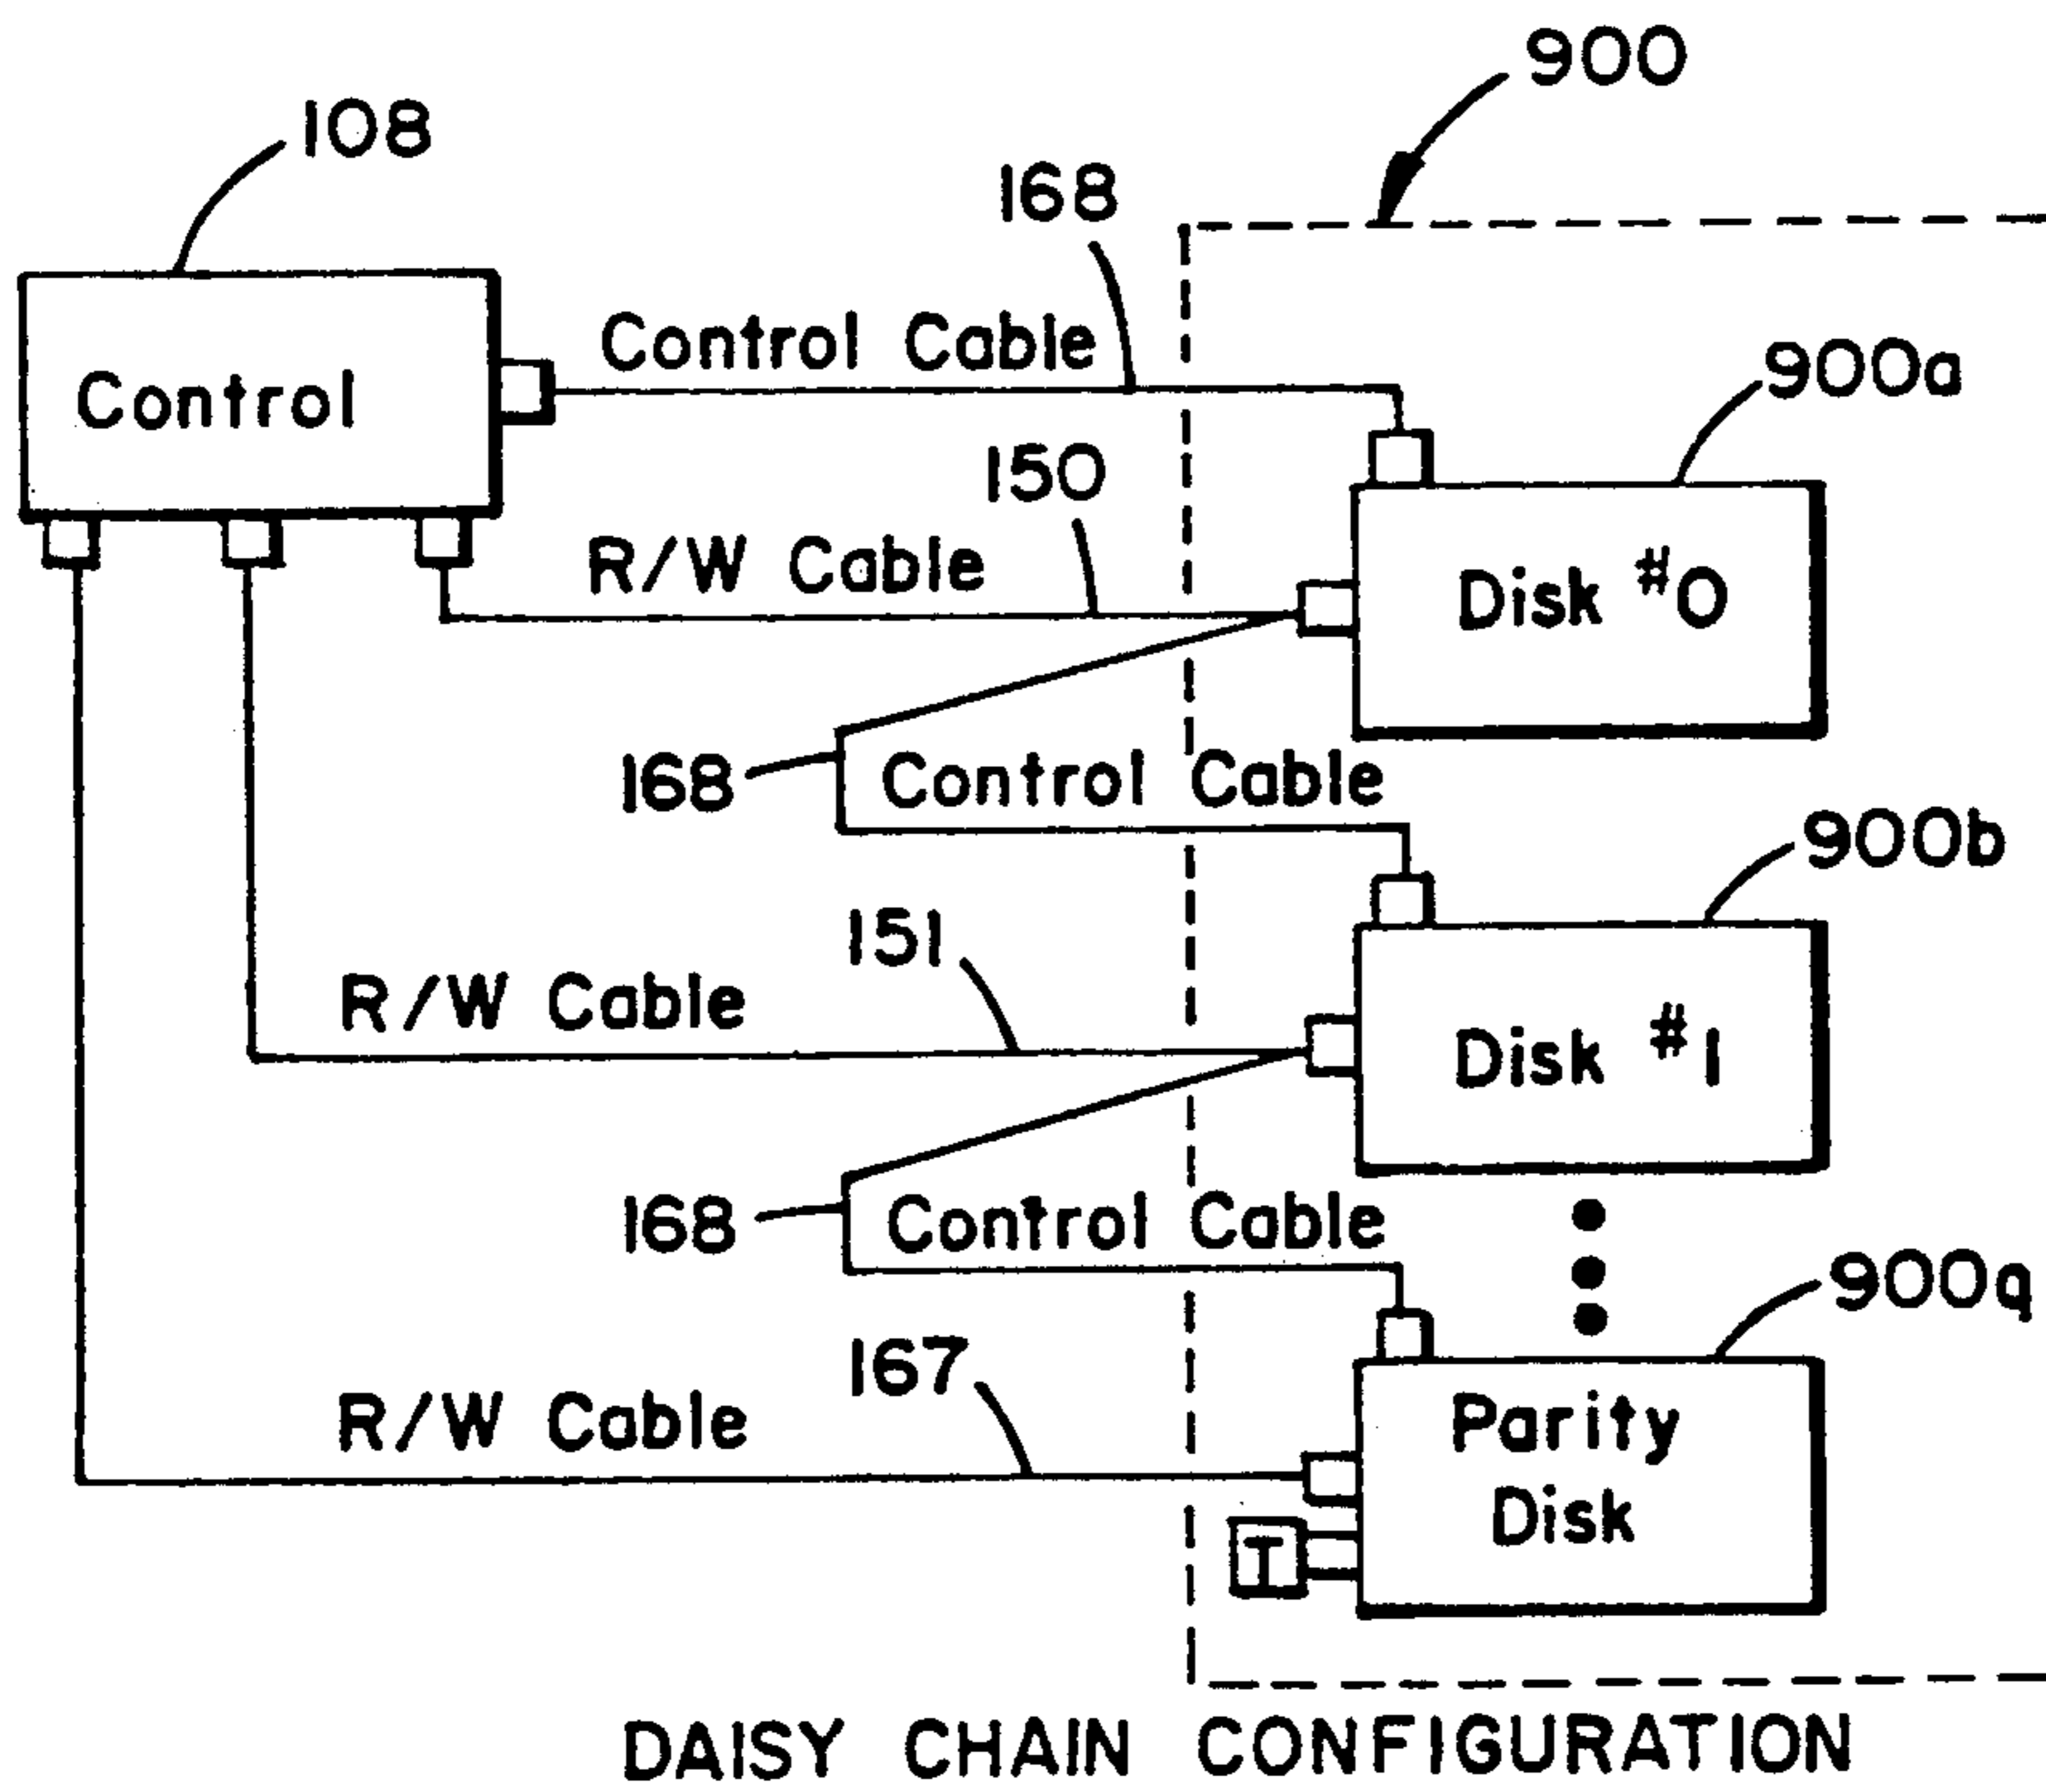 900
108
168
Control Cable
900a
Control
150
R/W Cable
Disk #0
168
Control Cable
900b
151
R/W Cable
Disk #1
168
Control Cable
900q
167
R/W Cable
Parity
Disk
T
DAISY CHAIN CONFIGURATION